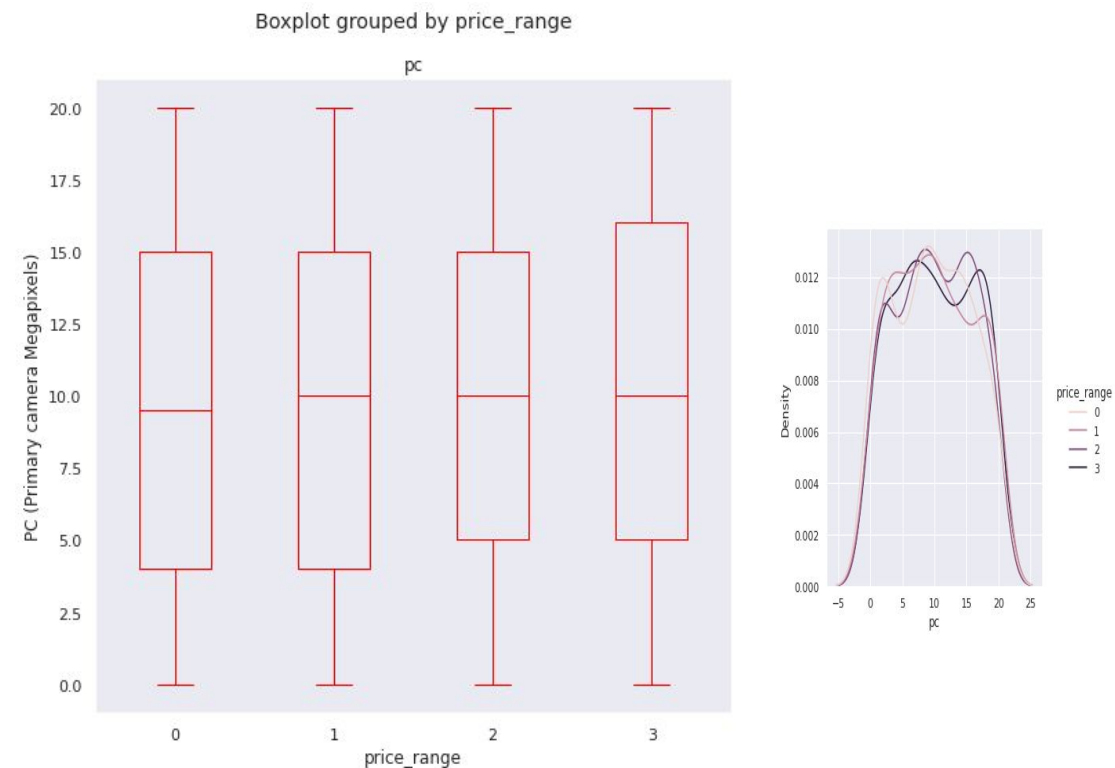 Boxplot grouped by price_range
pc
PC (Primary camera Megapixels)
20.0
17.5
15.0
12.5
10.0
7.5
5.0
2.5
0.0
0 1 2 3
price_range
Density
0.012
0.010
0.008
0.006
0.004
0.002
0.000
−5 0 5 10 15 20 25
pc
price_range
0
1
2
3